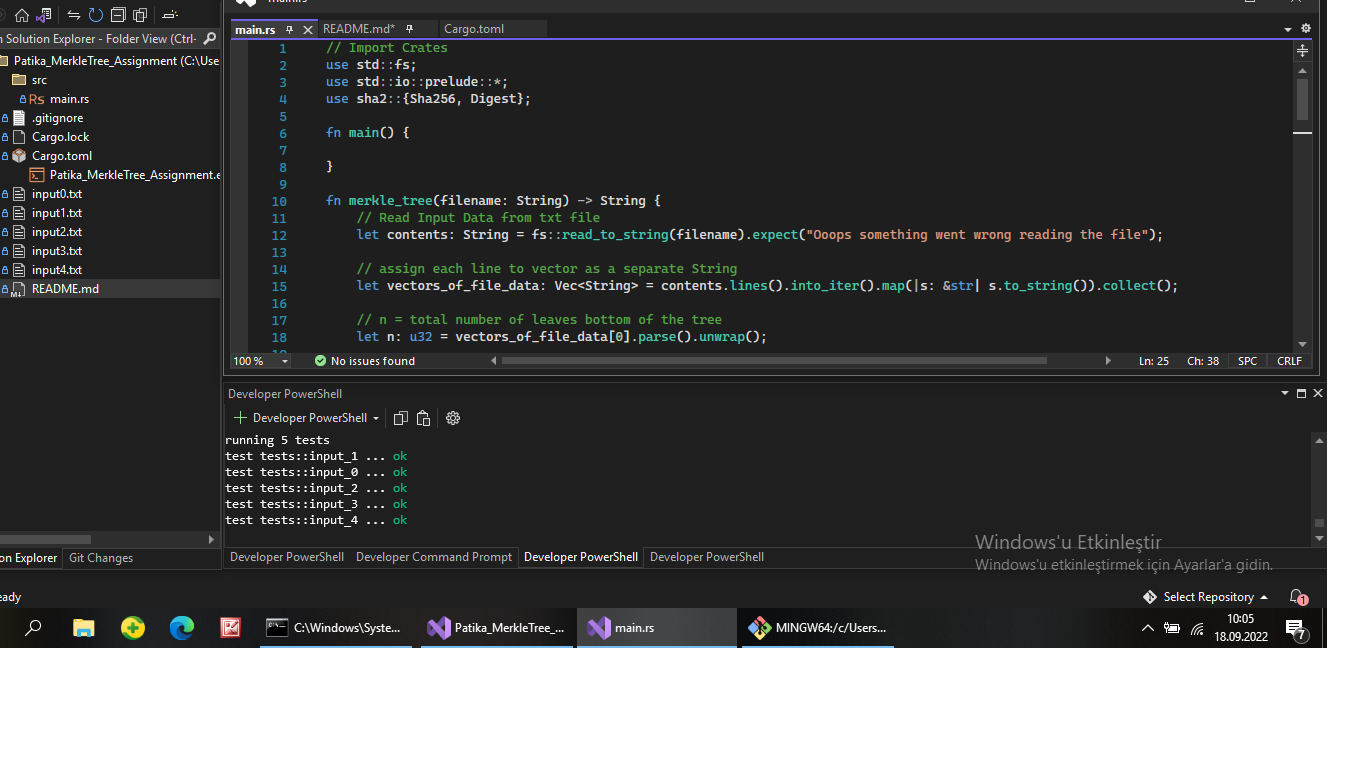 main.rs
Solution Explorer - Folder View (Ctrl-
Patika_MerkleTree_Assignment (C:\Use
src
Rs main.rs
.gitignore
Cargo.lock
Cargo.toml
Patika_MerkleTree_Assignment.e
input0.txt
input1.txt
input2.txt
input3.txt
input4.txt
README.md
on Explorer Git Changes
main.rs README.md* Cargo.toml
1 // Import Crates
2 use std::fs;
3 use std::io::prelude::*;
4 use sha2::{Sha256, Digest};
5
6 fn main() {
7
8 }
9
10 fn merkle_tree(filename: String) -> String {
11 // Read Input Data from txt file
12 let contents: String = fs::read_to_string(filename).expect("Ooops something went wrong reading the file");
13
14 // assign each line to vector as a separate String
15 let vectors_of_file_data: Vec<String> = contents.lines().into_iter().map(|s: &str| s.to_string()).collect();
16
17 // n = total number of leaves bottom of the tree
18 let n: u32 = vectors_of_file_data[0].parse().unwrap();
19
100 % No issues found Ln: 25 Ch: 38 SPC CRLF
Developer PowerShell
Developer PowerShell
running 5 tests
test tests::input_1 ... ok
test tests::input_0 ... ok
test tests::input_2 ... ok
test tests::input_3 ... ok
test tests::input_4 ... ok
Developer PowerShell Developer Command Prompt Developer PowerShell Developer PowerShell
Windows'u Etkinleştir
Windows'u etkinleştirmek için Ayarlar'a gidin.
eady Select Repository 1
C:\Windows\Syste... Patika_MerkleTree_... main.rs MINGW64:/c/Users...
10:05
18.09.2022
7